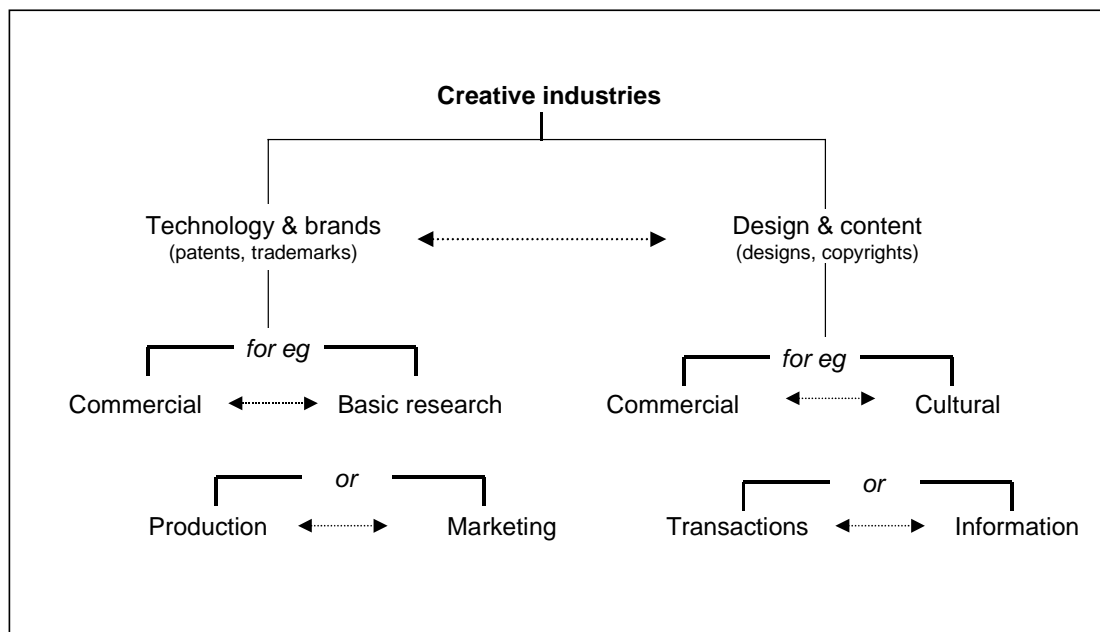 Creative industries
Technology & brands
(patents, trademarks)
Design & content
(designs, copyrights)
for eg
Commercial
Basic research
for eg
Commercial
Cultural
or
Production
Marketing
or
Transactions
Information